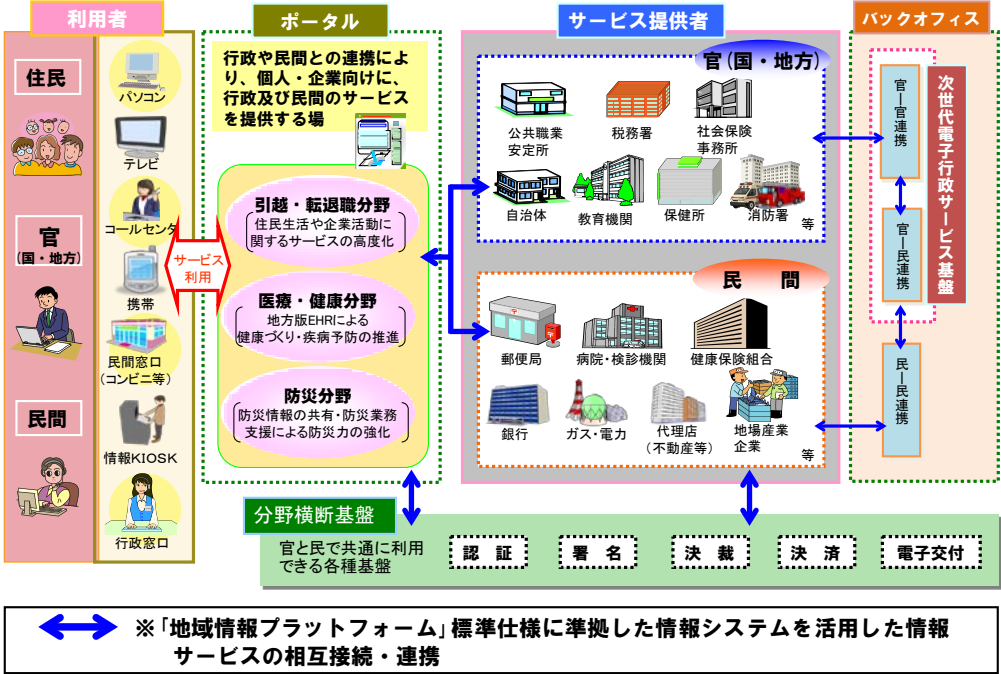 利用者
住民
官
(国・地方)
民間
パソコン
テレビ
コールセンタ
携帯
民間窓口
(コンビニ等)
情報KIOSK
行政窓口
サービス
利用
ポータル
行政や民間との連携によ
り、個人・企業向けに、
行政及び民間のサービス
を提供する場
引越・転退職分野
住民生活や企業活動に
関するサービスの高度化
医療・健康分野
地方版EHRによる
健康づくり・疾病予防の推進
防災分野
防災情報の共有・防災業務
支援による防災力の強化
サービス提供者
官(国・地方)
公共職業
安定所
税務署
社会保険
事務所
自治体
教育機関
保健所
消防署
等
民 間
郵便局
病院・検診機関
健康保険組合
銀行
ガス・電力
代理店
(不動産等)
地場産業
企業
等
バックオフィス
官ー官連携
官ー民連携
民ー民連携
次世代電子行政サービス基盤
分野横断基盤
官と民で共通に利用
できる各種基盤
認 証
署 名
決 裁
決 済
電子交付
※「地域情報プラットフォーム」標準仕様に準拠した情報システムを活用した情報
サービスの相互接続・連携